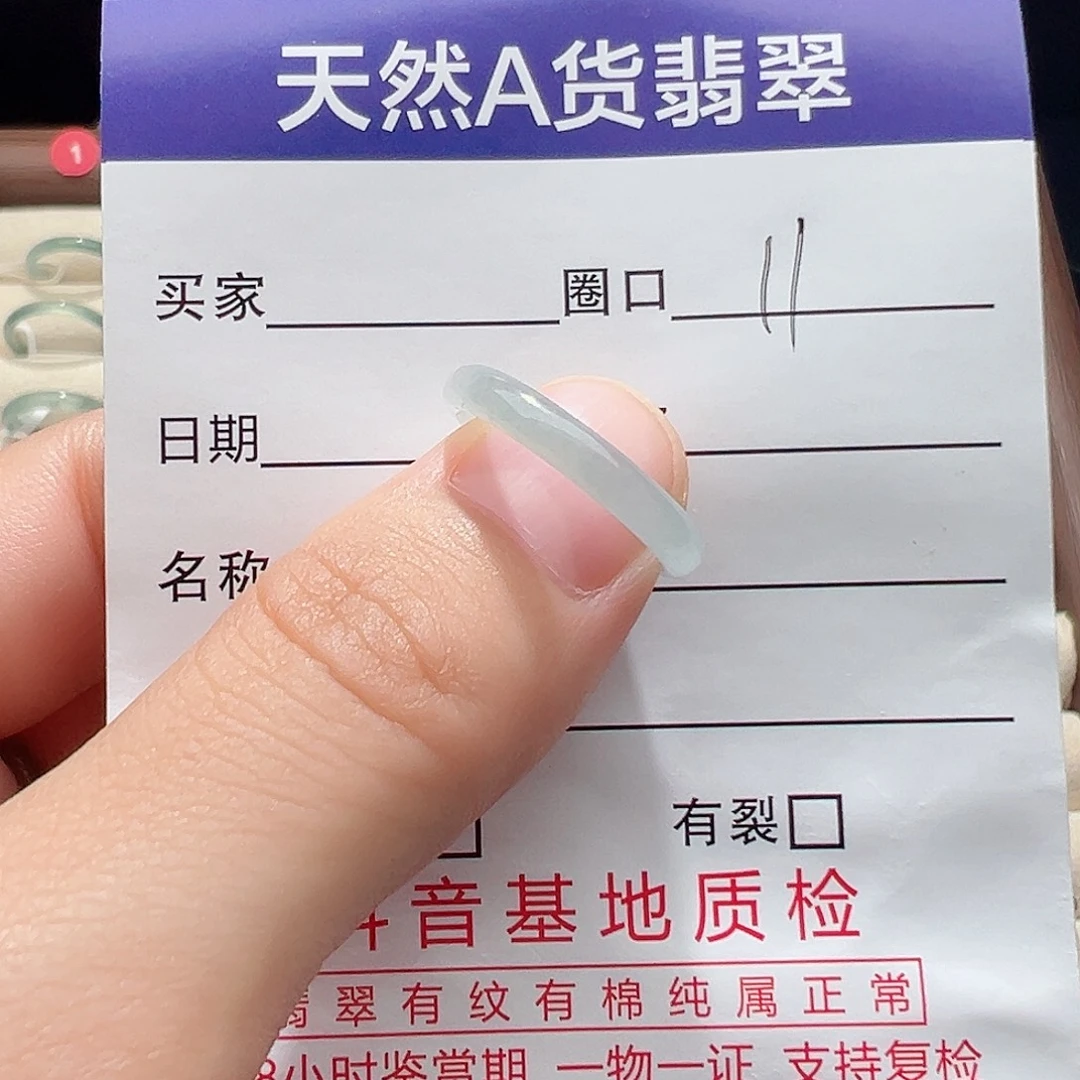 天然A货翡翠
1
买家 圈口 11
日期
名称
有裂
音基地质检
翠有纹有棉纯属正常
8小时鉴赏期 一物一证 支持复检